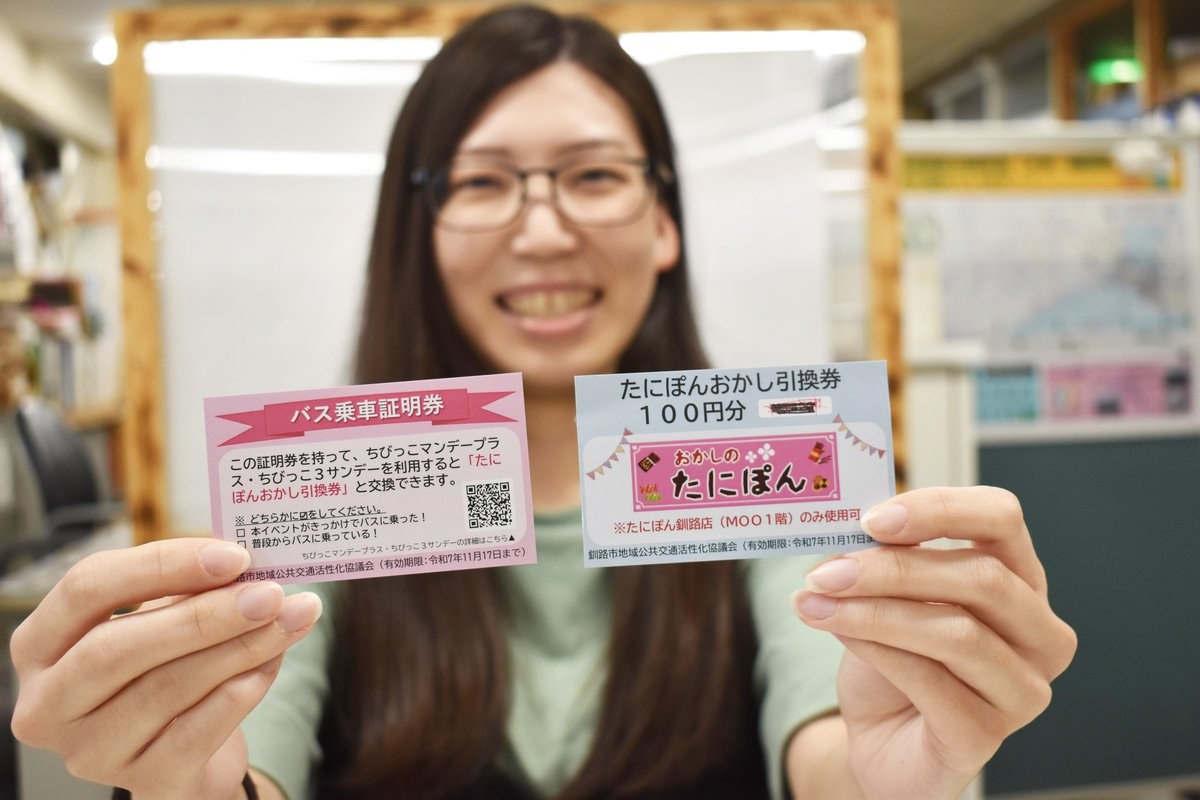 バス乗車証明券
この証明券を持って、ちびっこマンデープラ
ス・ちびっこ3サンデーを利用すると「たに
ぽんおかし引換券」と交換できます。
※ どちらかに☑をしてください。
□ 本イベントがきっかけでバスに乗った！
□ 普段からバスに乗っている！
ちびっこマンデープラス・ちびっこ3サンデーの詳細はこちら▲
路市地域公共交通活性化協議会（有効期限：令和7年11月17日まで）
たにぽんおかし引換券
100円分
おかしの
たにぽん
※たにぽん釧路店（MOO1階）のみ使用可
釧路市地域公共交通活性化協議会（有効期限：令和7年11月17日ま